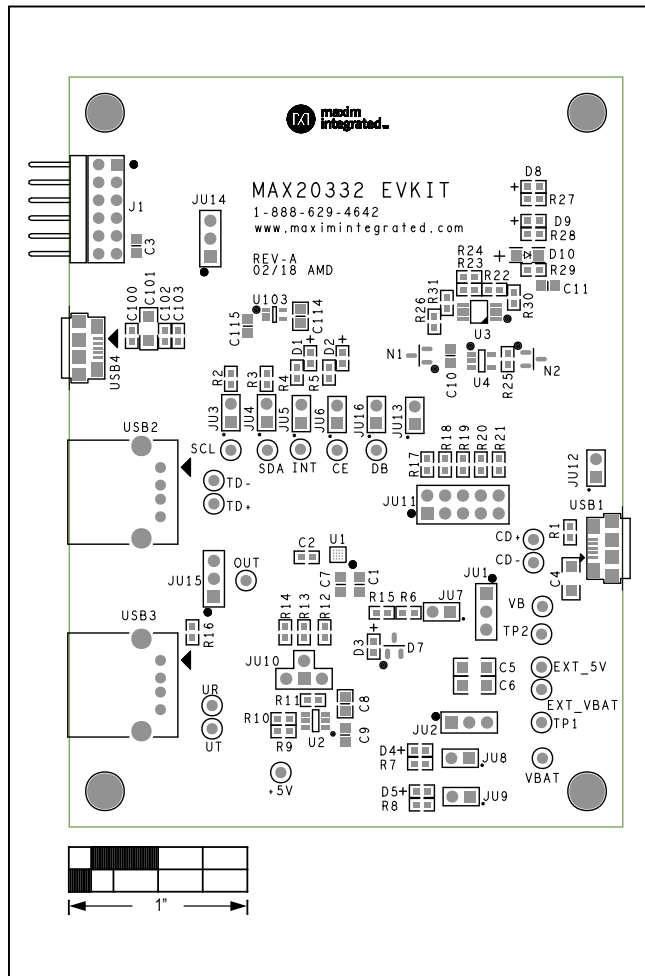 maxim
integrated™
MAX20332 EVKIT
1-888-629-4642
www.maximintegrated.com
REV-A
02/18 AMD
J1
C3
JU14
D8
R27
D9
R28
D10
R29
C11
R24
R23
R22
R31
R26
R30
U3
C100
C101
C102
C103
USB4
U103
C115
C114
D1
D2
R2
R3
R4
R5
N1
C10
U4
R25
N2
JU3
JU4
JU5
JU6
JU16
JU13
USB2
SCL
SDA
INT
CE
DB
TD-
TD+
R17
R18
R19
R20
R21
JU11
JU12
USB1
R1
CD+
CD-
C4
C2
U1
C7
C1
OUT
JU15
R16
USB3
R14
R13
R12
R15
R6
JU7
JU1
VB
TP2
D3
D7
JU10
C5
C6
EXT_5V
EXT_VBAT
TP1
UR
UT
R11
C8
R10
R9
U2
C9
JU2
D4
R7
JU8
VBAT
+5V
D5
R8
JU9
1"